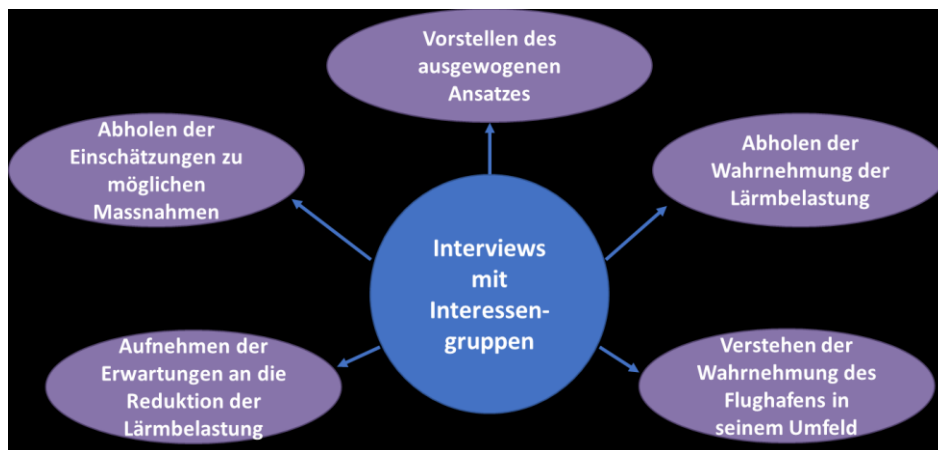 Vorstellen des
ausgewogenen
Ansatzes
Abholen der
Einschätzungen zu
möglichen
Massnahmen
Abholen der
Wahrnehmung der
Lärmbelastung
Interviews
mit
Interessen-
gruppen
Aufnehmen der
Erwartungen an die
Reduktion der
Lärmbelastung
Verstehen der
Wahrnehmung des
Flughafens in
seinem Umfeld